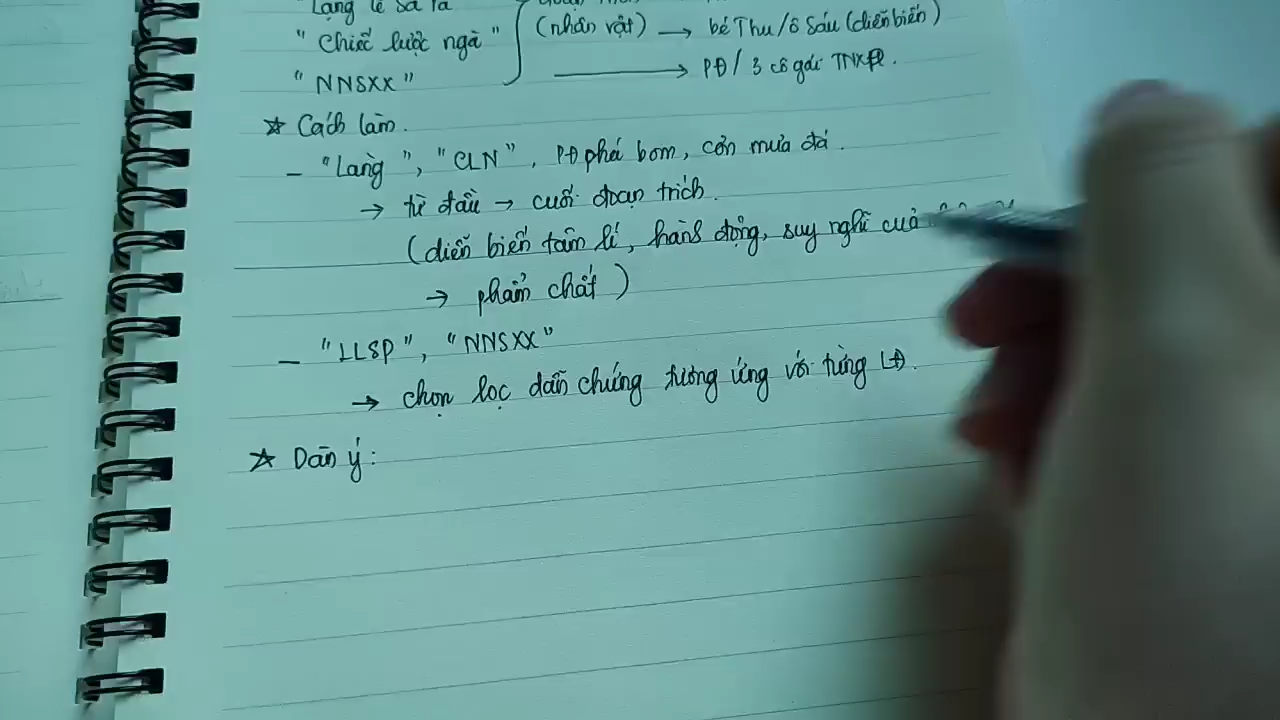 "Lặng lẽ Sa Pa
(nhân vật) → bé Thu/ô Sáu (diễn biến)
"Chiếc lược ngà"
→ PĐ/ 3 cô gái TNXP.
"NNSXX"
☆ Cách làm.
- "Làng", "CLN", PĐ phá bom, cơn mưa đá.
→ từ đầu → cuối đoạn trích.
(diễn biến tâm lí, hành động, suy nghĩ của
→ phẩm chất)
- "LLSP", "NNSXX"
→ chọn lọc dẫn chứng tương ứng với từng LĐ.
☆ Dàn ý: